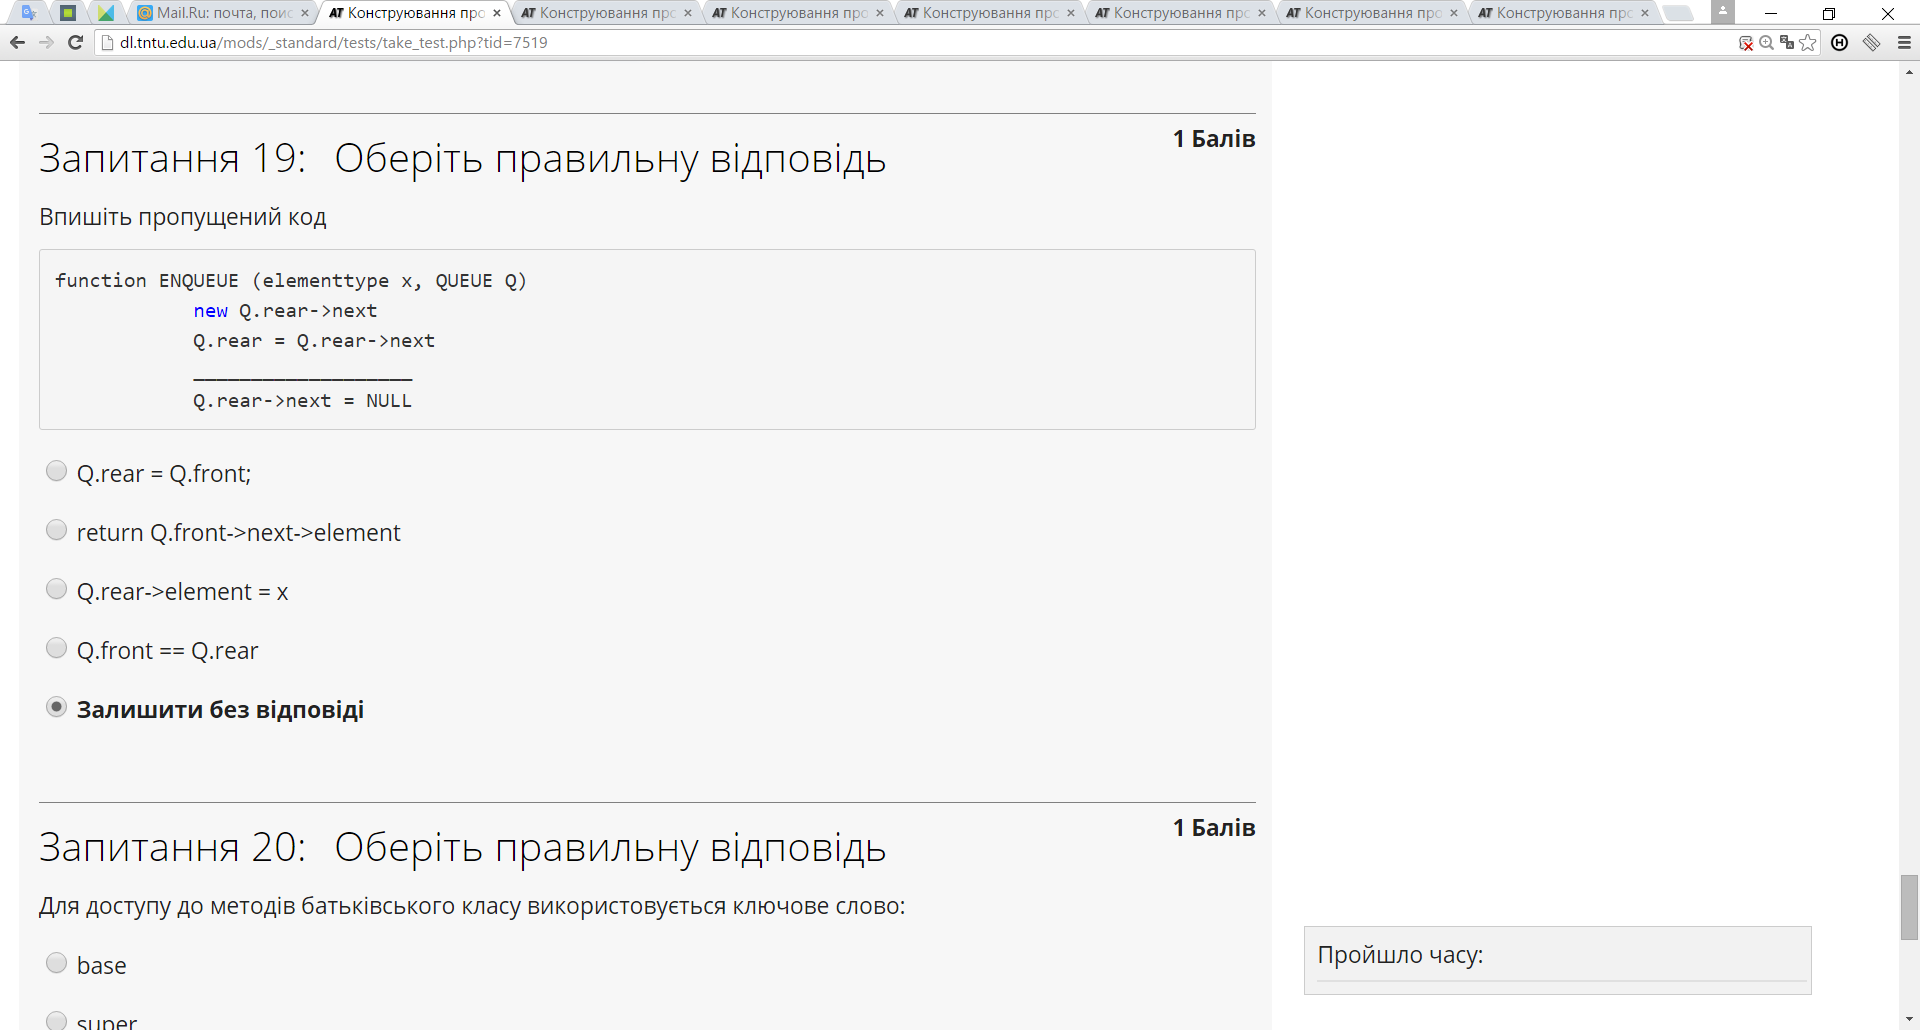 Mail.Ru: почта, поис
Конструювання про
Конструювання про
Конструювання про
Конструювання про
Конструювання про
Конструювання про
Конструювання про
dl.tntu.edu.ua/mods/_standard/tests/take_test.php?tid=7519
1 Балів
Запитання 19: Оберіть правильну відповідь
Впишіть пропущений код
function ENQUEUE (elementtype x, QUEUE Q)
new Q.rear->next
Q.rear = Q.rear->next
___________________
Q.rear->next = NULL
Q.rear = Q.front;
return Q.front->next->element
Q.rear->element = x
Q.front == Q.rear
Залишити без відповіді
1 Балів
Запитання 20: Оберіть правильну відповідь
Для доступу до методів батьківського класу використовується ключове слово:
base
super
Пройшло часу: